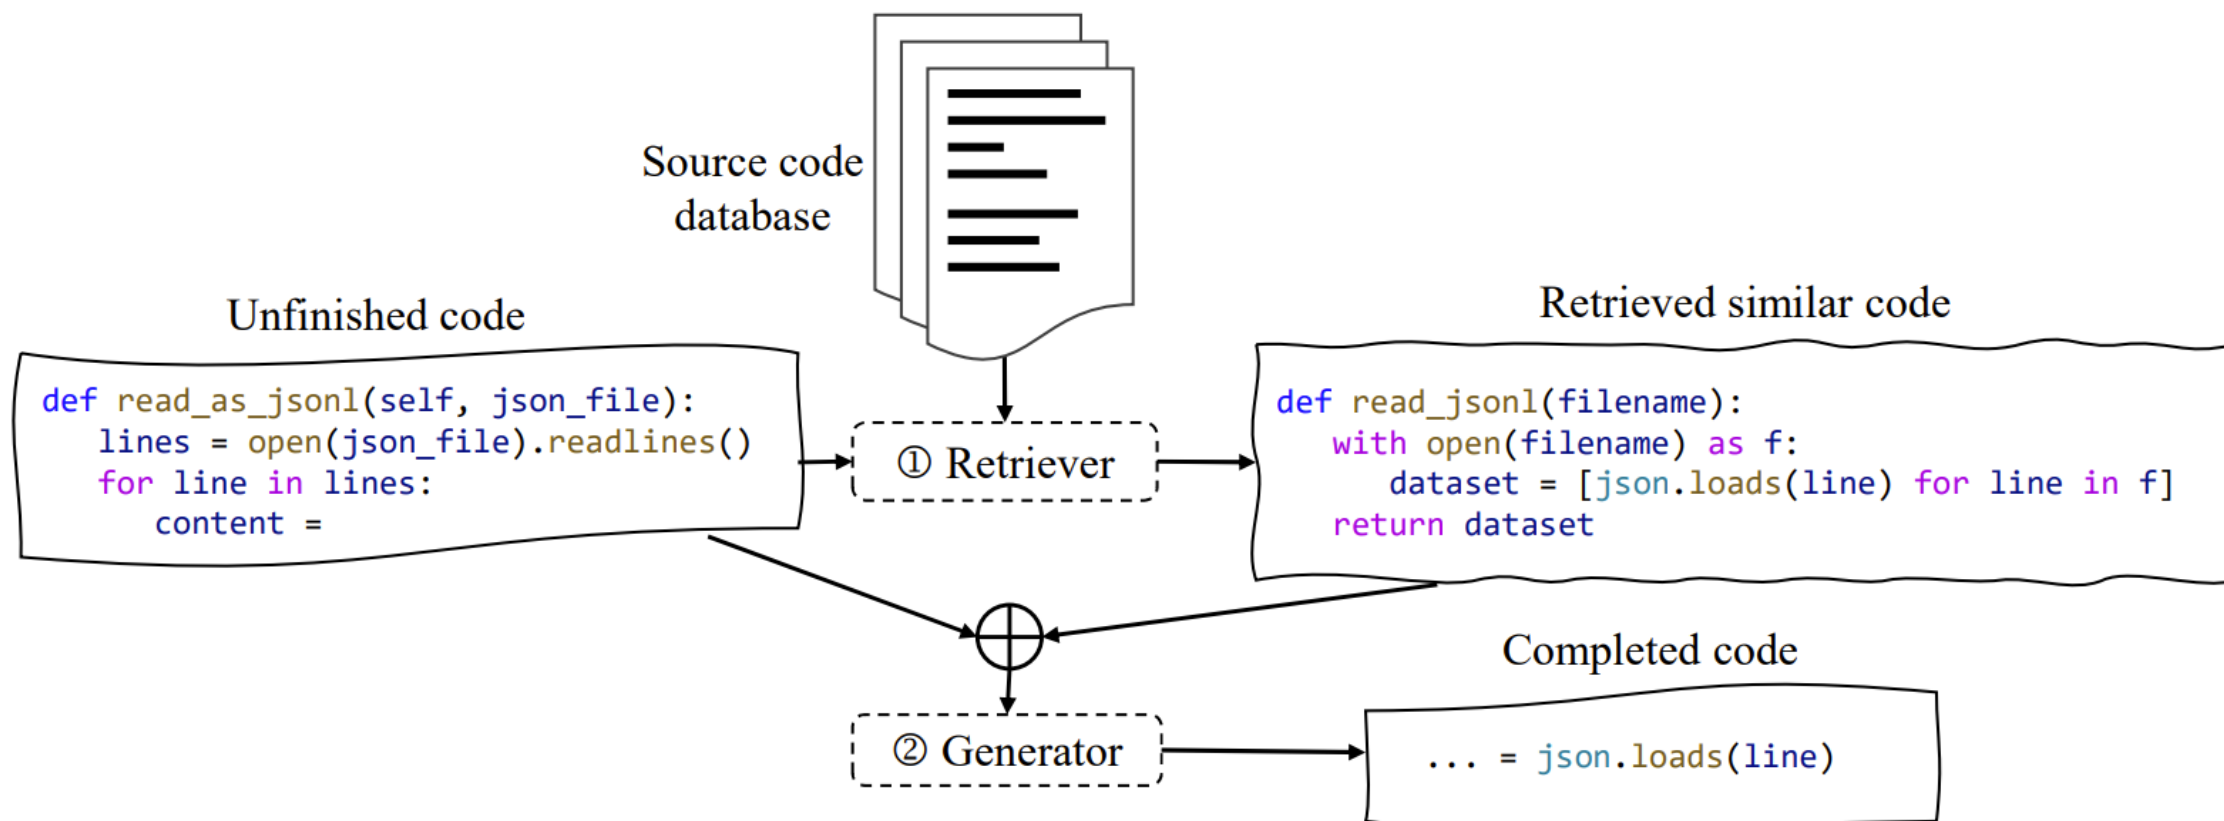 Source code
database
Unfinished code
def read_as_jsonl(self, json_file):
   lines = open(json_file).readlines()
   for line in lines:
      content =
① Retriever
Retrieved similar code
def read_jsonl(filename):
   with open(filename) as f:
      dataset = [json.loads(line) for line in f]
   return dataset
② Generator
Completed code
... = json.loads(line)